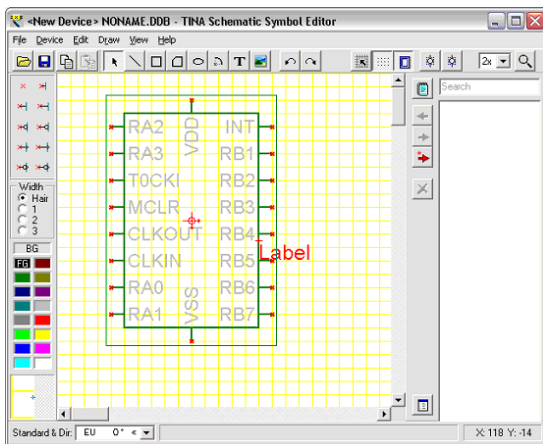 <New Device> NONAME.DDB - TINA Schematic Symbol Editor
File Device Edit Draw View Help
T 2x
Search
Width
Hair
1
2
3
BG
FG
RA2 VDD INT
RA3 RB1
T0CKI RB2
MCLR RB3
CLKOUT RB4
Label
CLKIN RB5
RA0 VSS RB6
RA1 RB7
Standard & Dir: EU 0° < X: 118 Y: -14